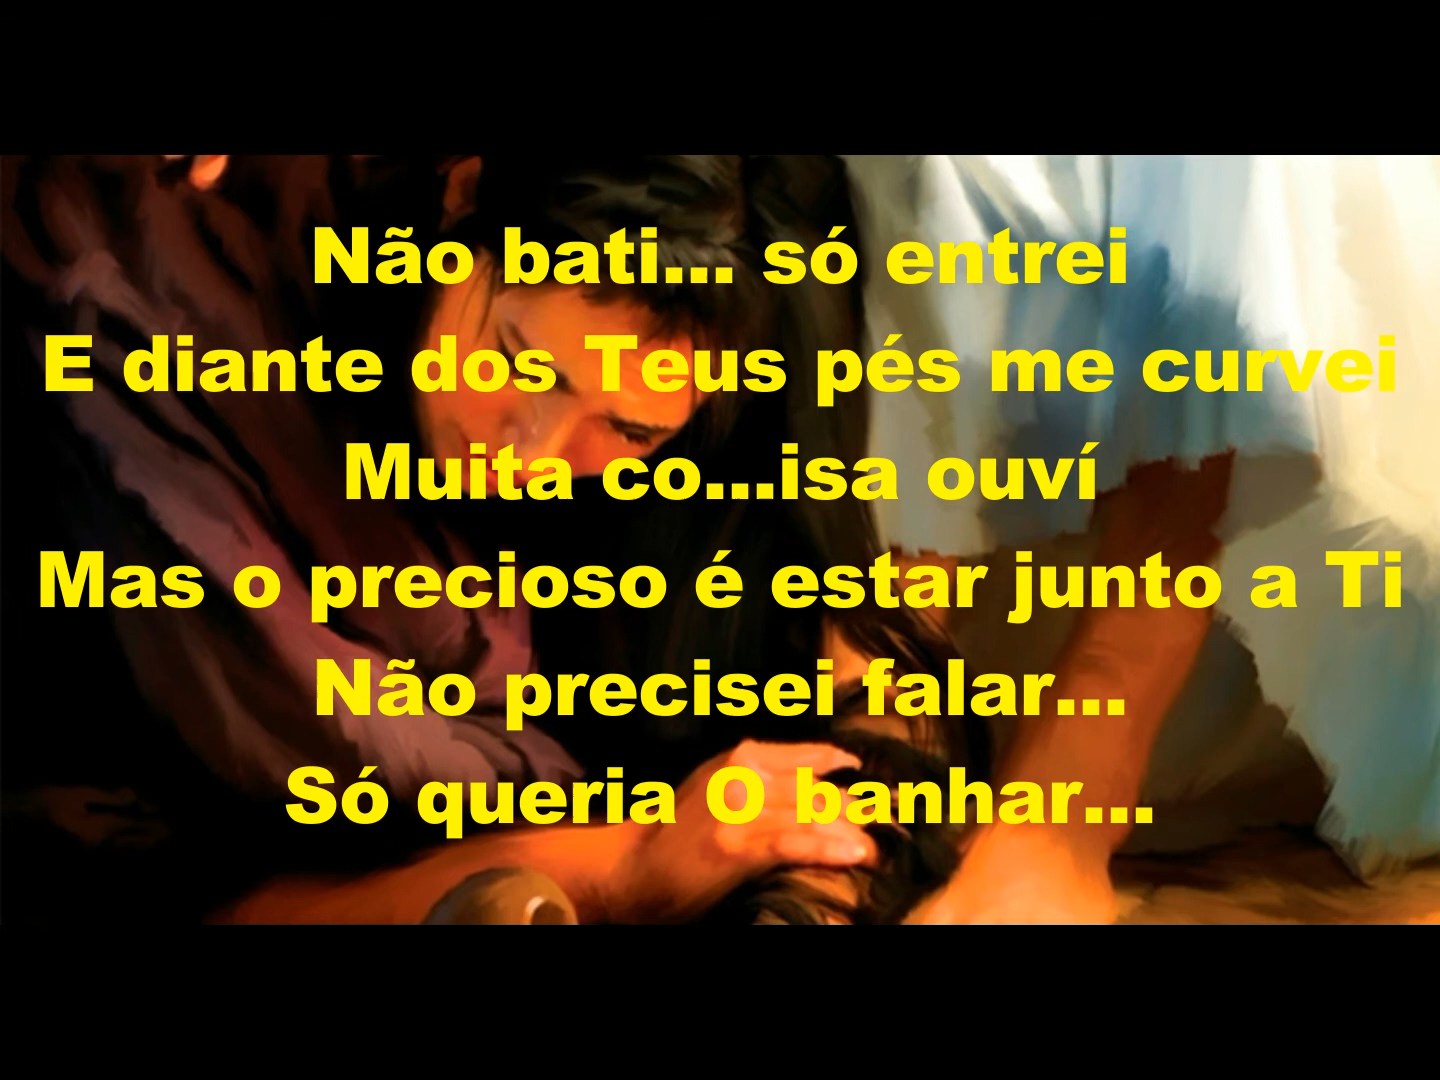 Não bati... só entrei
E diante dos Teus pés me curvei
Muita co...isa ouví
Mas o precioso é estar junto a Ti
Não precisei falar...
Só queria O banhar...